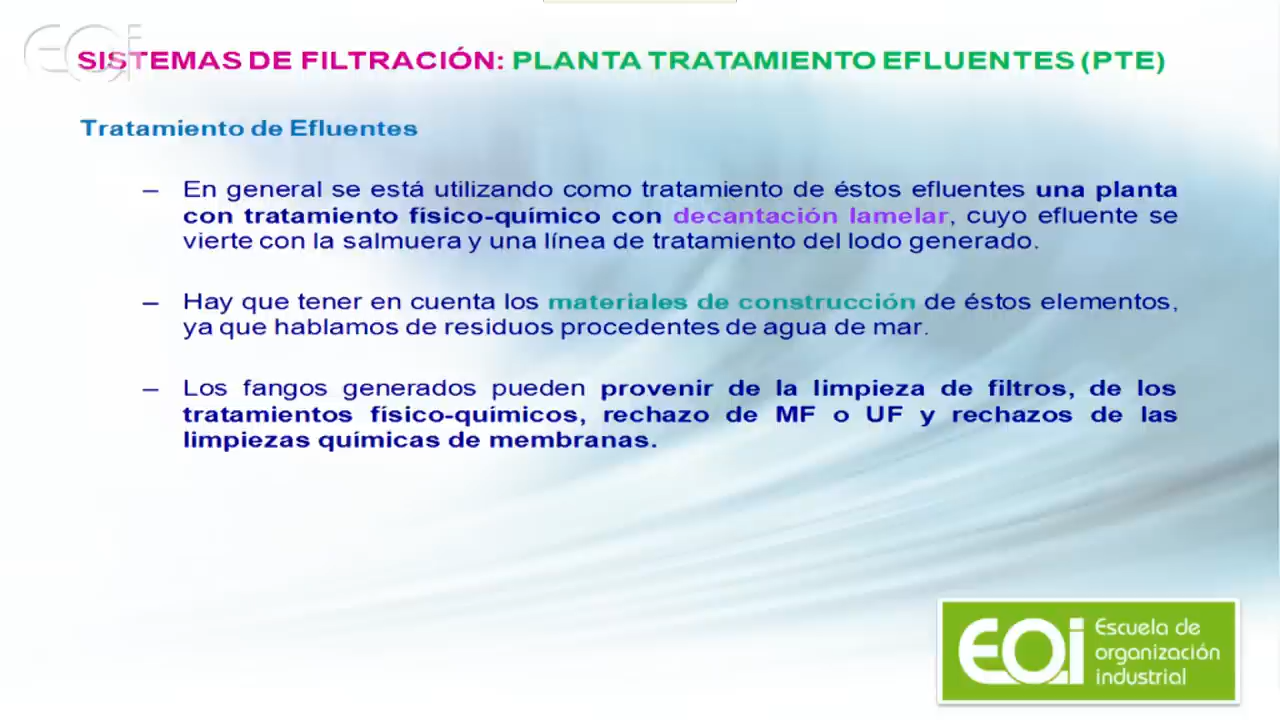 EOi
SISTEMAS DE FILTRACIÓN: PLANTA TRATAMIENTO EFLUENTES (PTE)
Tratamiento de Efluentes
– En general se está utilizando como tratamiento de éstos efluentes una planta
con tratamiento físico-químico con decantación lamelar, cuyo efluente se
vierte con la salmuera y una línea de tratamiento del lodo generado.
– Hay que tener en cuenta los materiales de construcción de éstos elementos,
ya que hablamos de residuos procedentes de agua de mar.
– Los fangos generados pueden provenir de la limpieza de filtros, de los
tratamientos físico-químicos, rechazo de MF o UF y rechazos de las
limpiezas químicas de membranas.
EOi Escuela de
organización
industrial